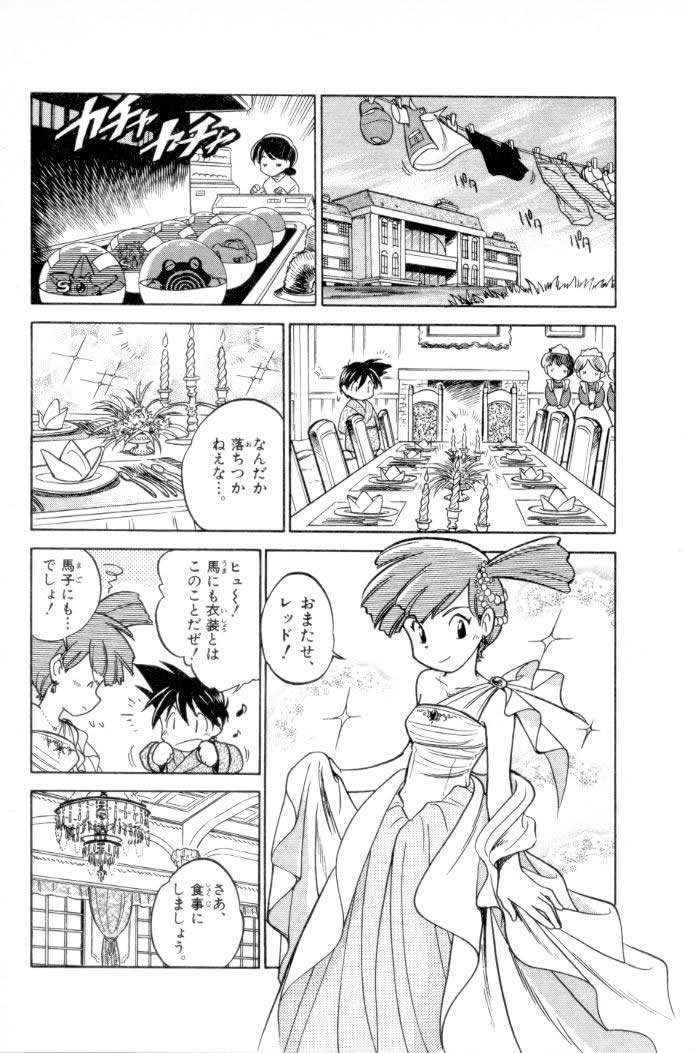 パタ
パタ
パタ
ガチャ
ガチャ
なんだか
落ちつか
ねえな…。
おまたせ、
レッド!
ヒュ～!
馬にも衣装とは
このことだぜ!
馬子にも…
でしょ!
さあ、
食事に
しましょう。